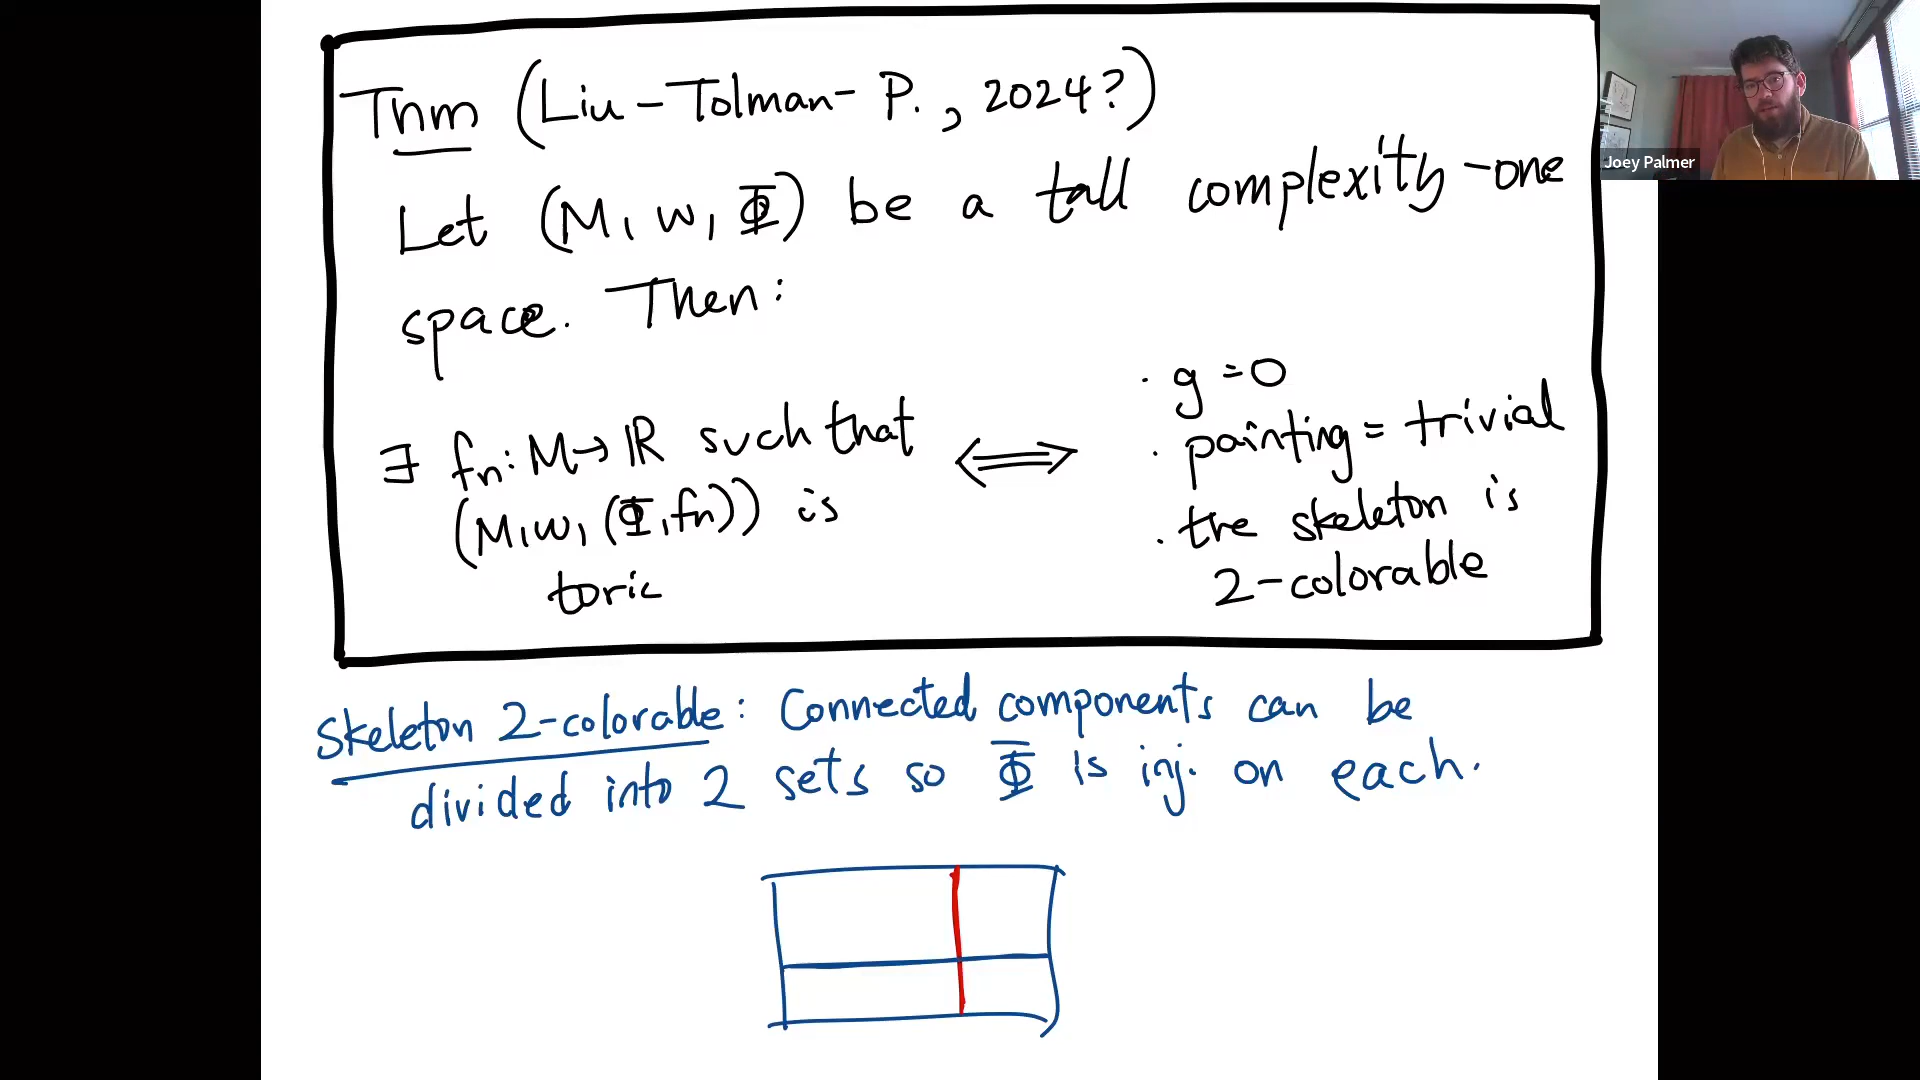 Thm (Liu-Tolman-P., 2024?)
Let (M, ω, Φ) be a tall complexity-one
space. Then:
∃ fn: M→ℝ such that
(M,ω, (Φ,fn)) is
toric
⟺
· g=0
· painting = trivial
· the skeleton is
2-colorable
Skeleton 2-colorable: Connected components can be
divided into 2 sets so Φ̅ is inj. on each.
Joey Palmer